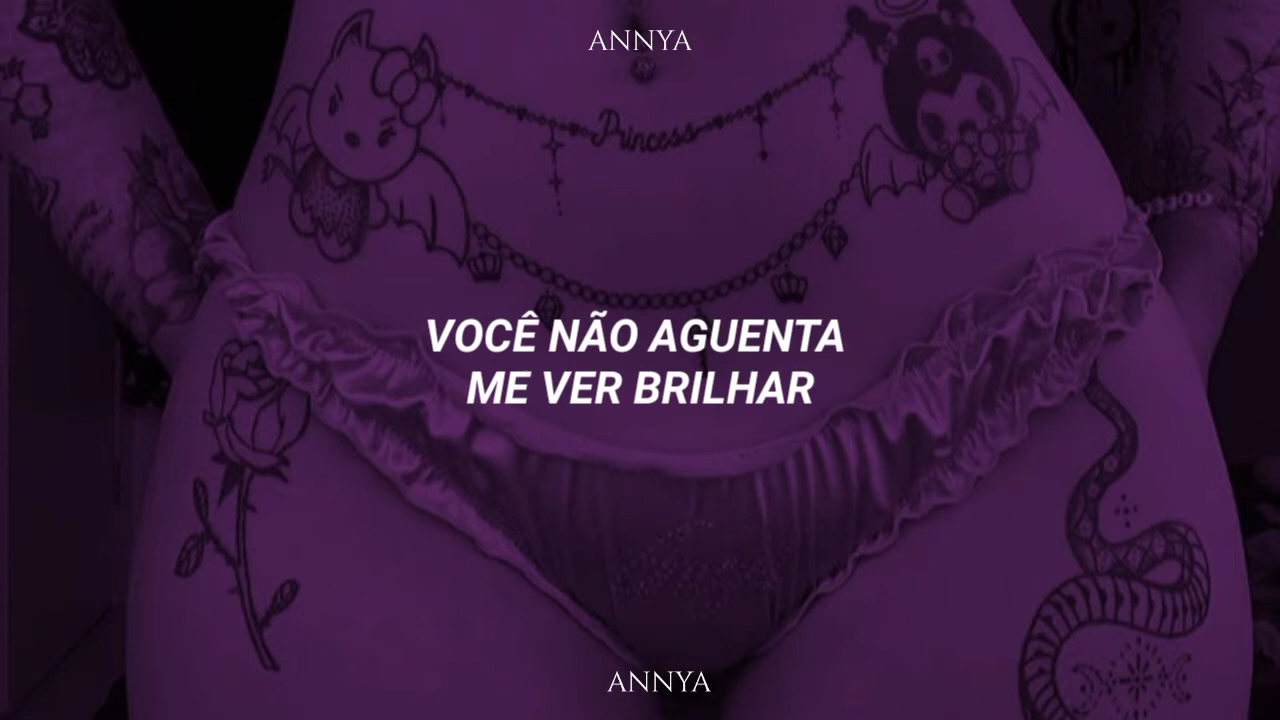 ANNYA
Princess
VOCÊ NÃO AGUENTA
ME VER BRILHAR
ANNYA